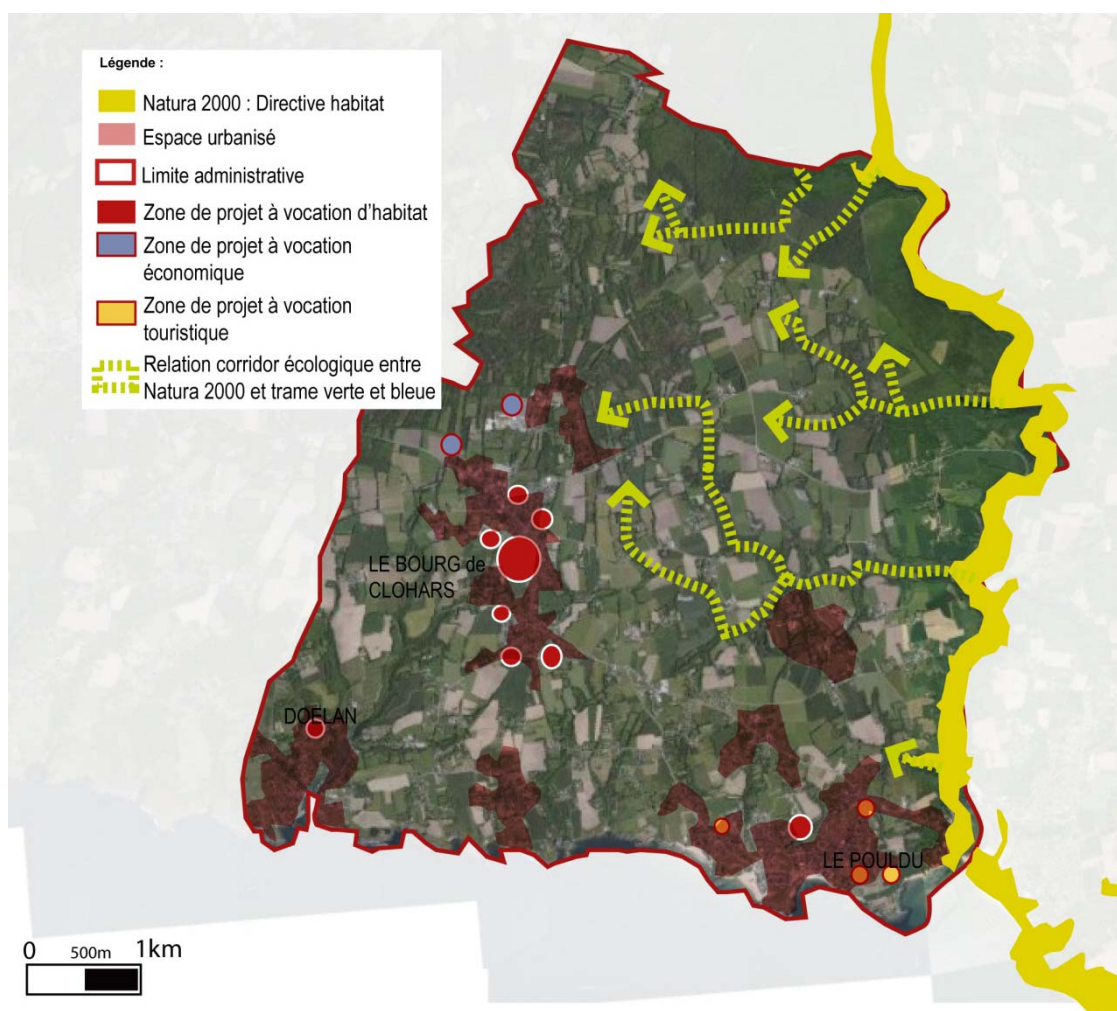 Légende :
Natura 2000 : Directive habitat
Espace urbanisé
Limite administrative
Zone de projet à vocation d'habitat
Zone de projet à vocation
économique
Zone de projet à vocation
touristique
Relation corridor écologique entre
Natura 2000 et trame verte et bleue
LE BOURG de
CLOHARS
DOELAN
LE POULDU
0 500m 1km